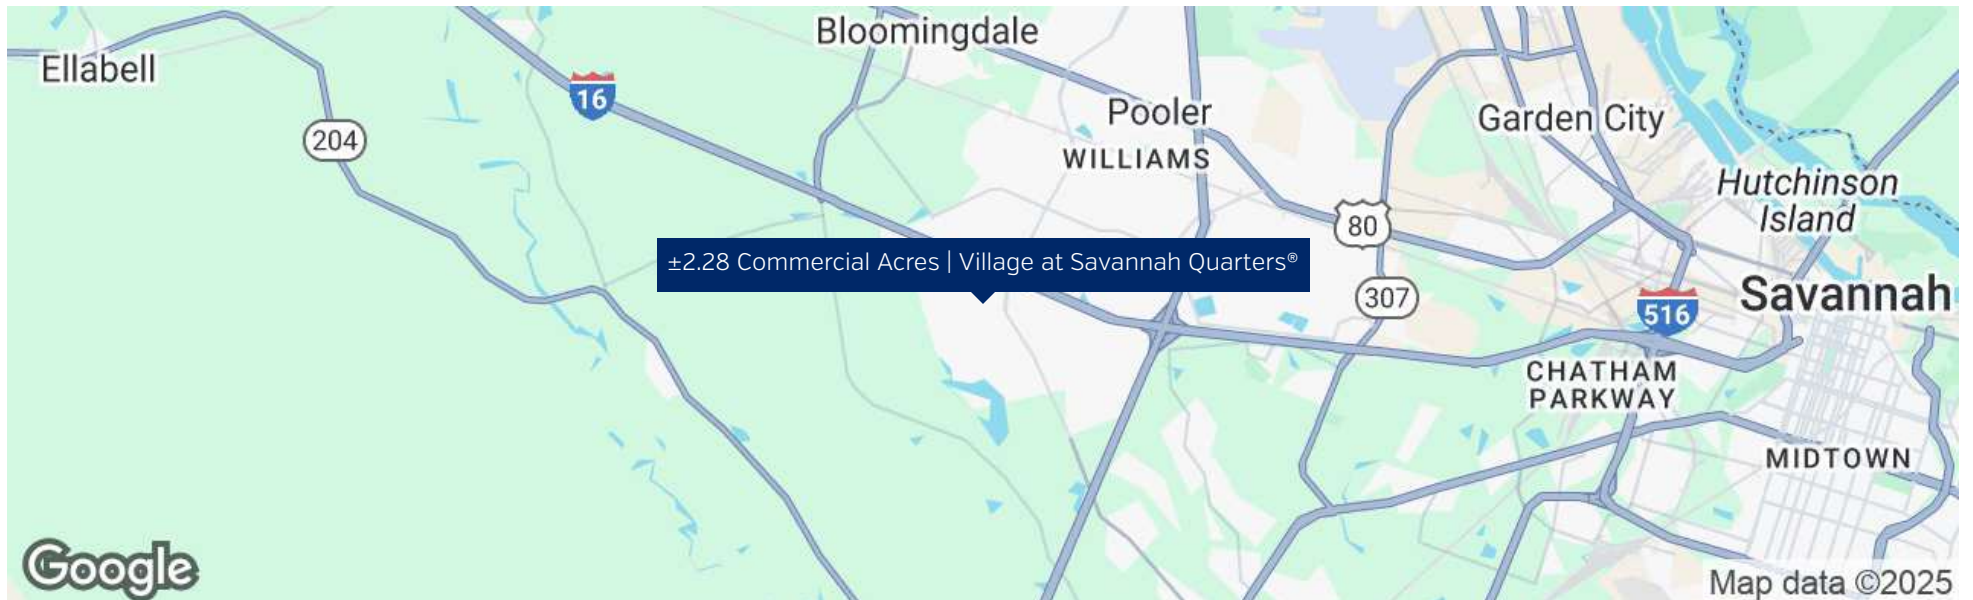 Bloomingdale
Ellabell
16
Pooler
Garden City
204
WILLIAMS
Hutchinson
Island
80
±2.28 Commercial Acres | Village at Savannah Quarters®
307
Savannah
516
CHATHAM
PARKWAY
MIDTOWN
Google
Map data ©2025